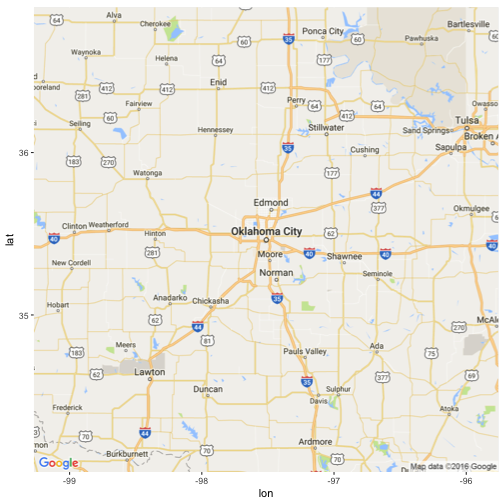 64
Alva
Cherokee
35
Ponca City
60
Bartlesville
Pawhuska
Waynoka
Helena
60
64
177
412
281
412
Enid
412
Perry
64
412
Owasso
Fairview
60
Seiling
Hennessey
Stillwater
Sand Springs
Tulsa
Broken A
Sapulpa
36
183
270
35
Cushing
177
Watonga
44
377
Edmond
Okmulgee
Clinton
Weatherford
Hinton
40
Oklahoma City
62
Moore
40
Shawnee
40
40
281
New Cordell
Norman
Seminole
Hobart
Anadarko
Chickasha
35
35
62
44
81
McAl
270
Meers
183
62
Pauls Valley
Ada
75
Lawton
35
377
69
Duncan
Sulphur
Davis
Frederick
Atoka
70
44
70
Ardmore
70
Burkburnett
Google
Map data ©2016 Google
-99
-98
-97
-96
lon
lat